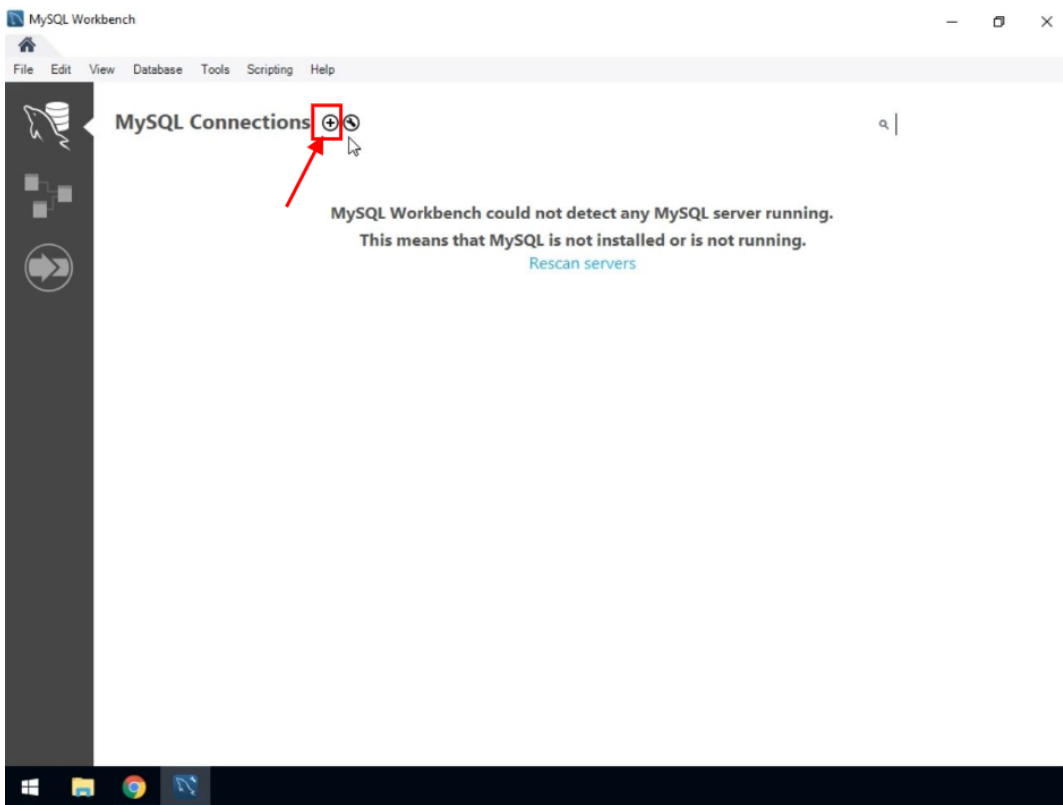 MySQL Workbench
File Edit View Database Tools Scripting Help
MySQL Connections
MySQL Workbench could not detect any MySQL server running.
This means that MySQL is not installed or is not running.
Rescan servers